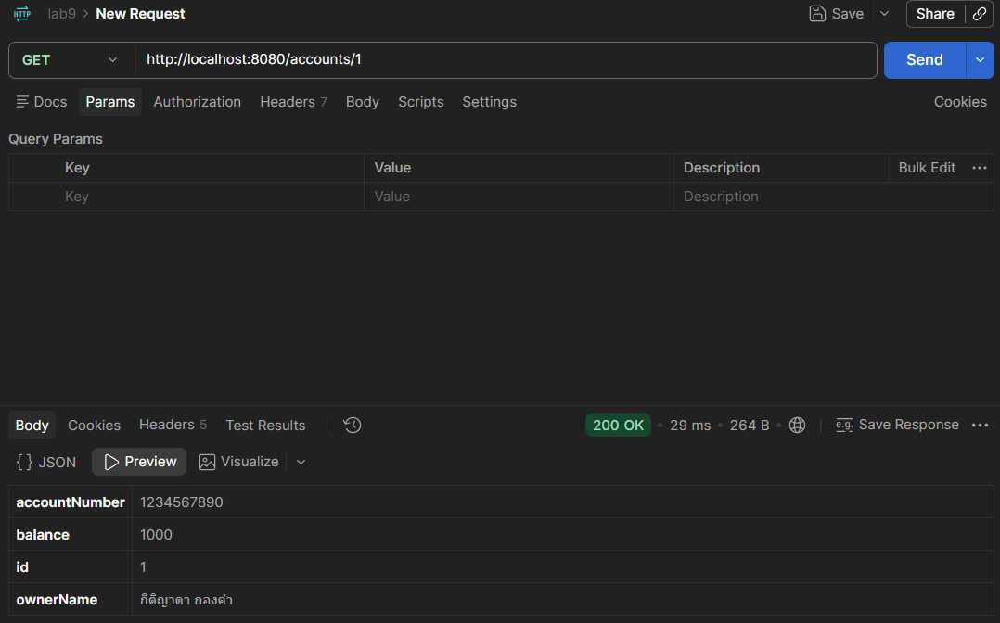 HTTP lab9 > New Request Save Share
GET http://localhost:8080/accounts/1 Send
Docs Params Authorization Headers 7 Body Scripts Settings Cookies
Query Params
Key Value Description Bulk Edit
Key Value Description
Body Cookies Headers 5 Test Results 200 OK • 29 ms • 264 B • e.g. Save Response
{} JSON Preview Visualize
accountNumber 1234567890
balance 1000
id 1
ownerName กิติญาดา กองคำ